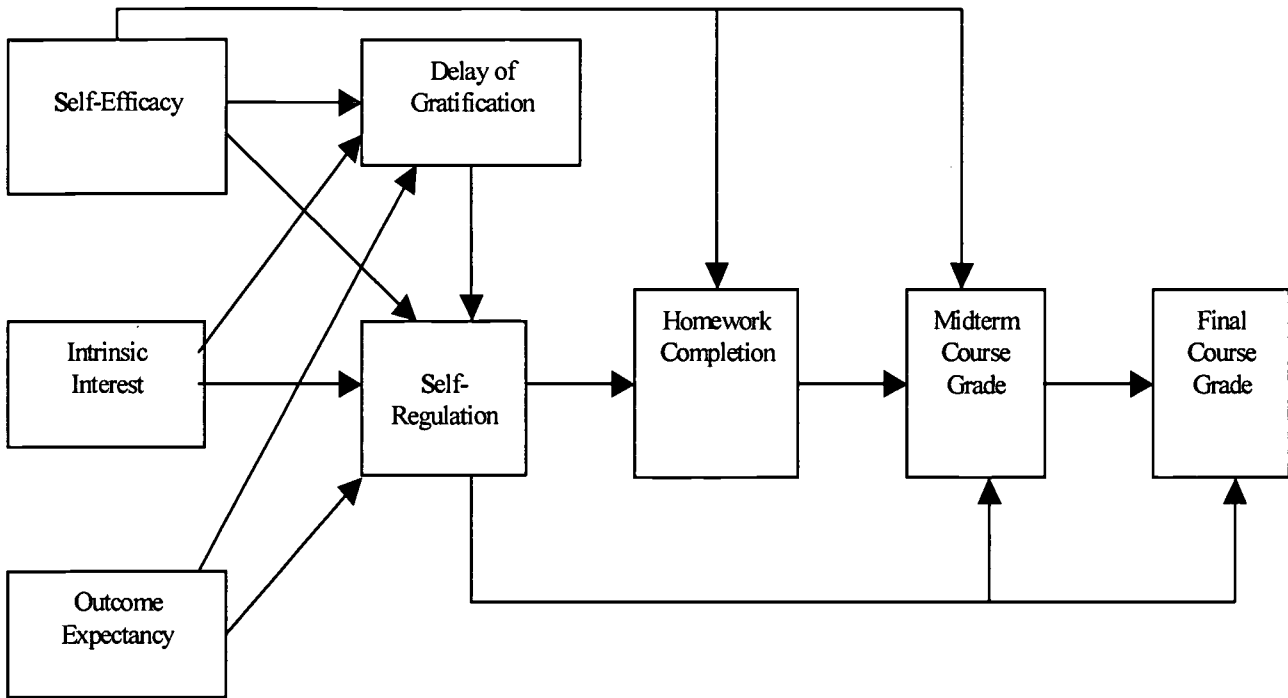 Self-Efficacy
Delay of
Gratification
Intrinsic
Interest
Self-
Regulation
Homework
Completion
Midterm
Course
Grade
Final
Course
Grade
Outcome
Expectancy